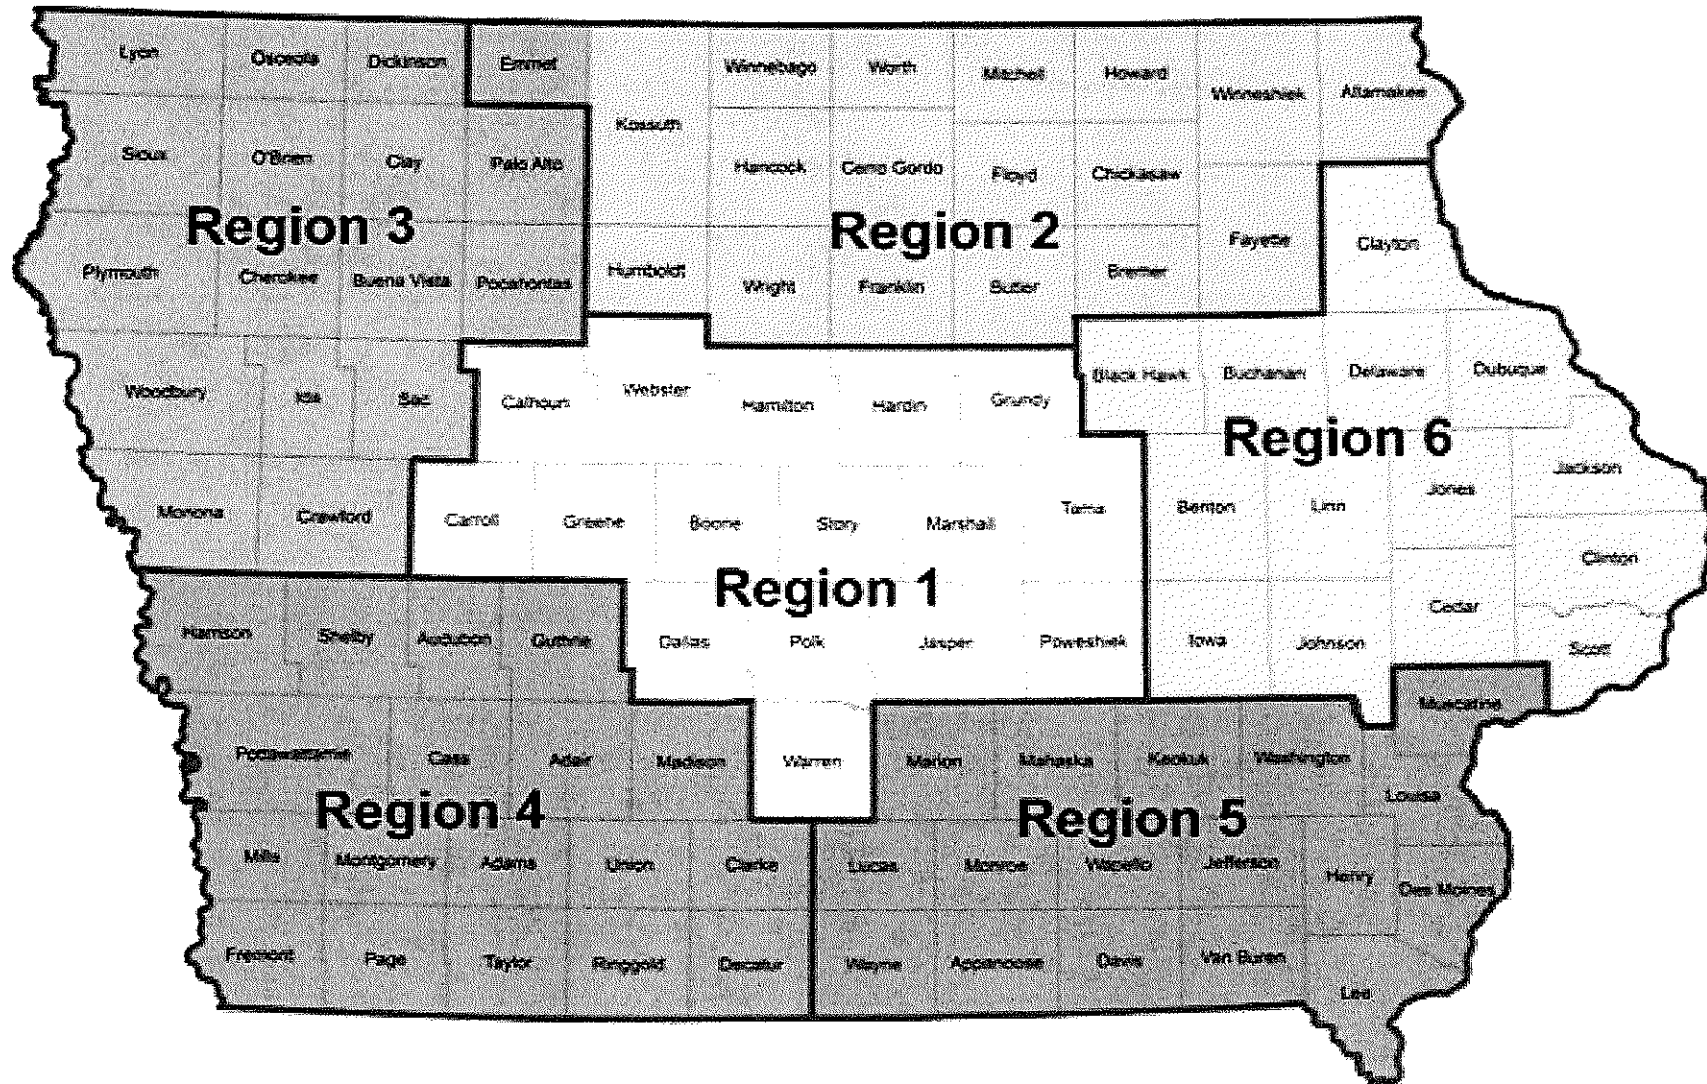 Lyon Osceola Dickinson Emmet Winnebago Worth Mitchell Howard Winneshiek Allamakee
Kossuth
Sioux O'Brien Clay Palo Alto Hancock Cerro Gordo Floyd Chickasaw
Region 3 Region 2
Fayette Clayton
Plymouth Cherokee Buena Vista Pocahontas Humboldt Wright Franklin Butler Bremer
Woodbury Ida Sac Calhoun Webster Hamilton Hardin Grundy Black Hawk Buchanan Delaware Dubuque
Region 6
Monona Crawford Carroll Greene Boone Story Marshall Tama Benton Linn Jones Jackson
Clinton
Region 1
Cedar
Harrison Shelby Audubon Guthrie Dallas Polk Jasper Poweshiek Iowa Johnson Scott
Muscatine
Pottawattamie Cass Adair Madison Warren Marion Mahaska Keokuk Washington
Louisa
Region 4 Region 5
Mills Montgomery Adams Union Clarke Lucas Monroe Wapello Jefferson Henry Des Moines
Fremont Page Taylor Ringgold Decatur Wayne Appanoose Davis Van Buren
Lee